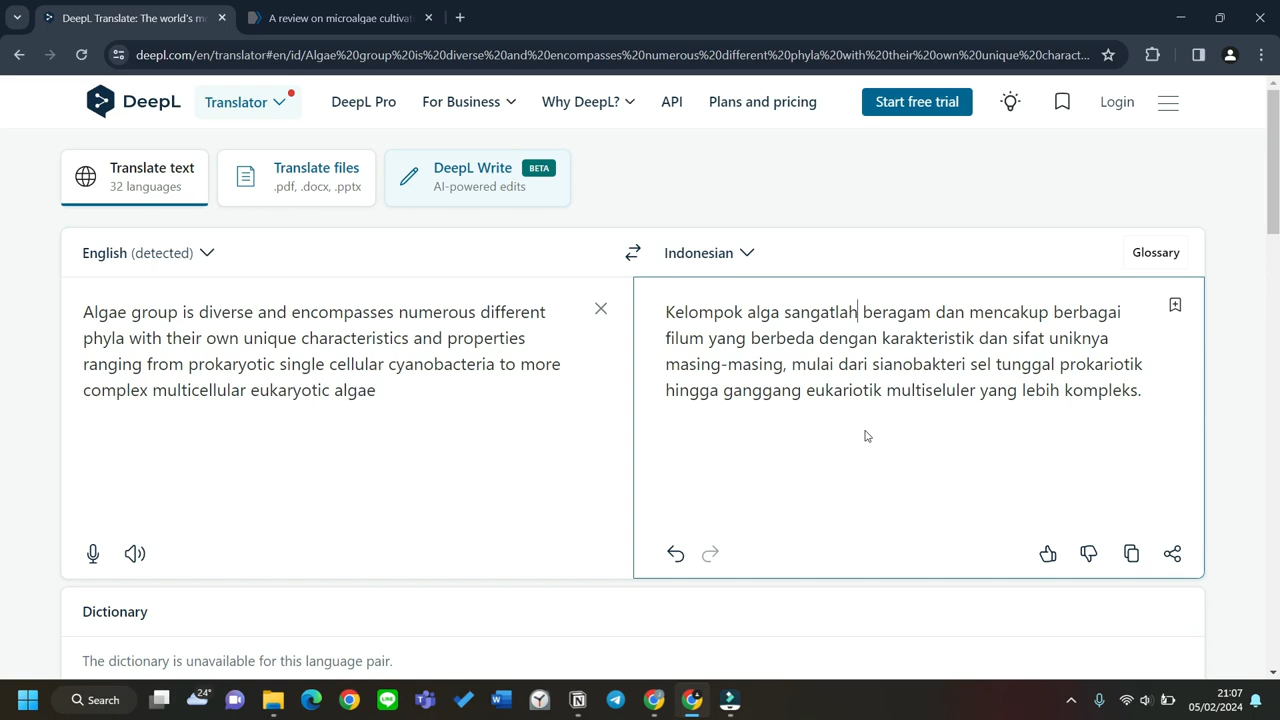 DeepL Translate: The world's mo
A review on microalgae cultivat
deepl.com/en/translator#en/id/Algae%20group%20is%20diverse%20and%20encompasses%20numerous%20different%20phyla%20with%20their%20own%20unique%20charact...
DeepL
Translator
DeepL Pro
For Business
Why DeepL?
API
Plans and pricing
Start free trial
Login
Translate text
32 languages
Translate files
.pdf, .docx, .pptx
DeepL Write BETA
AI-powered edits
English (detected)
Indonesian
Glossary
Algae group is diverse and encompasses numerous different
phyla with their own unique characteristics and properties
ranging from prokaryotic single cellular cyanobacteria to more
complex multicellular eukaryotic algae
Kelompok alga sangatlah beragam dan mencakup berbagai
filum yang berbeda dengan karakteristik dan sifat uniknya
masing-masing, mulai dari sianobakteri sel tunggal prokariotik
hingga ganggang eukariotik multiseluler yang lebih kompleks.
Dictionary
The dictionary is unavailable for this language pair.
Search
24°
21:07
05/02/2024